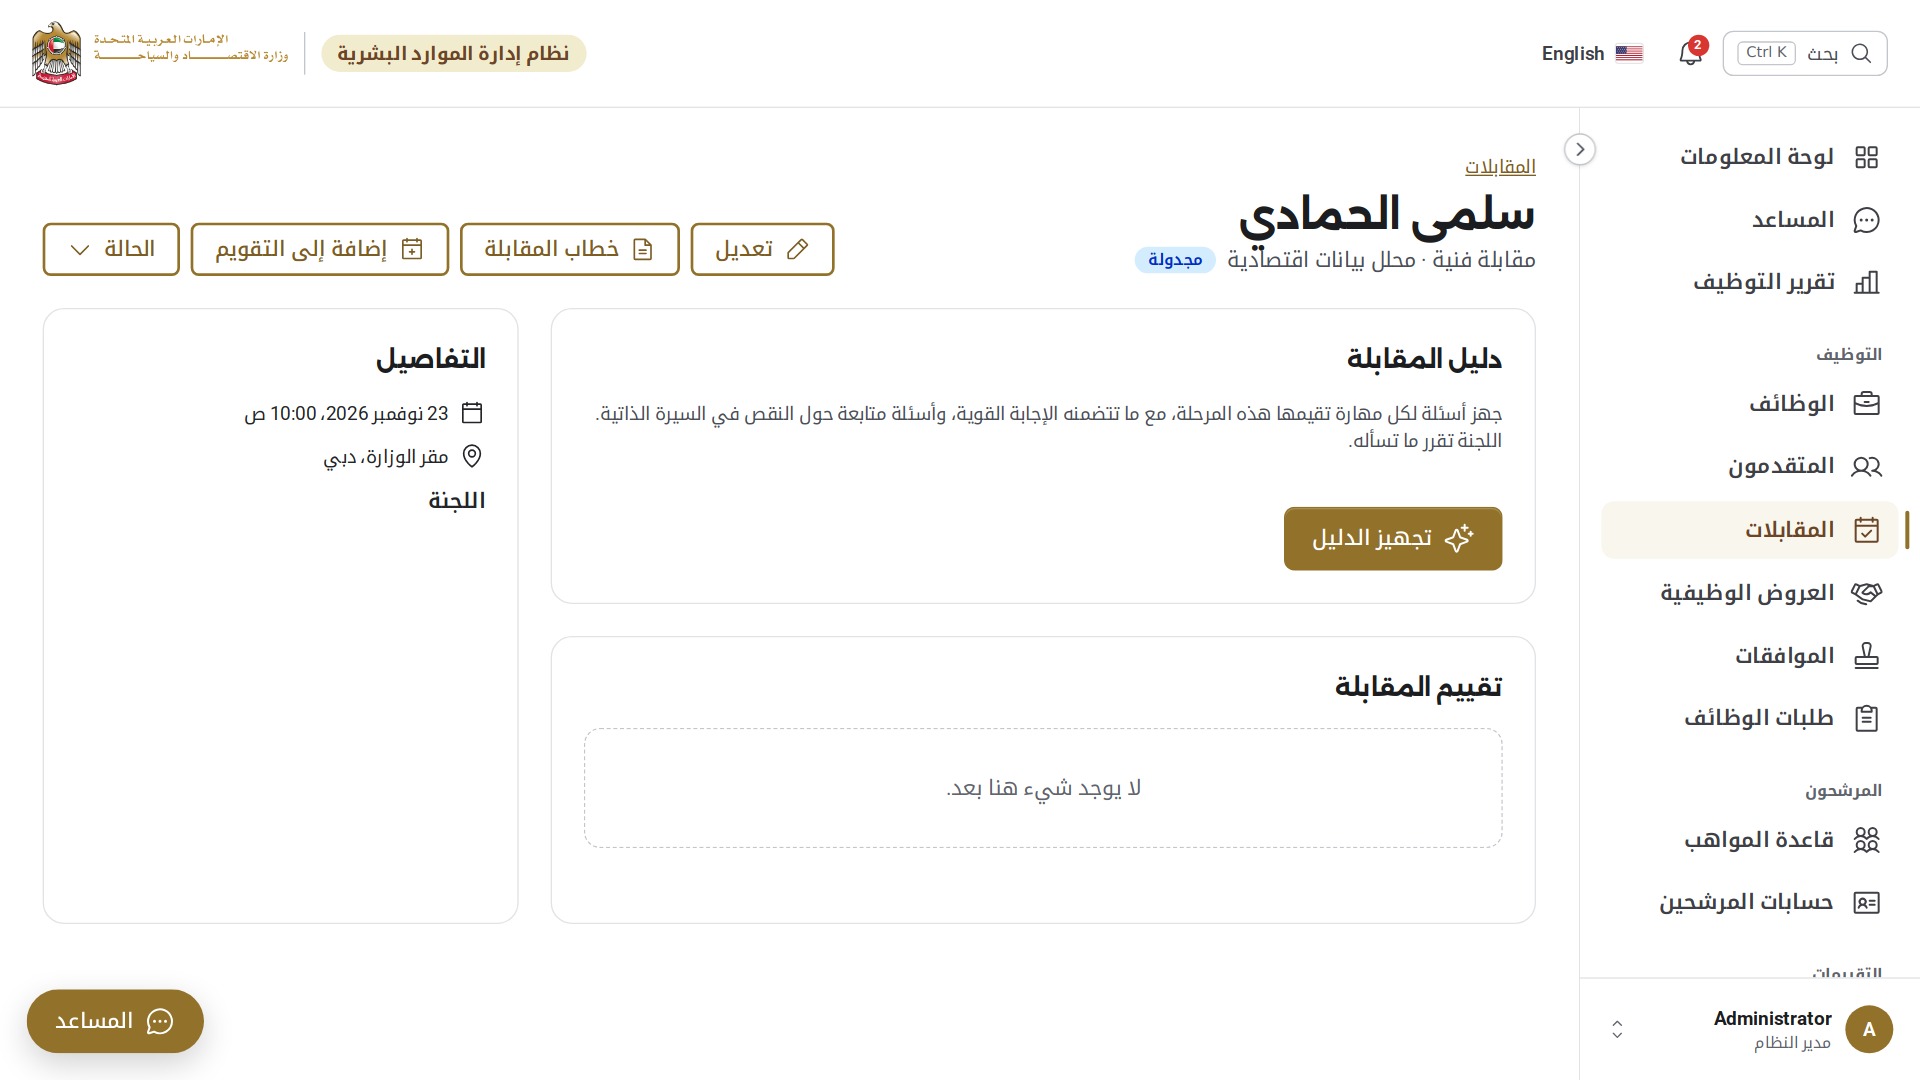 الإمارات العربية المتحدة
وزارة الاقتصاد والسياحة
نظام إدارة الموارد البشرية
English
2
بحث
Ctrl K
لوحة المعلومات
المساعد
تقرير التوظيف
التوظيف
الوظائف
المتقدمون
المقابلات
العروض الوظيفية
الموافقات
طلبات الوظائف
المرشحون
قاعدة المواهب
حسابات المرشحين
التقييمات
A
Administrator
مدير النظام
المقابلات
سلمى الحمادي
مقابلة فنية · محلل بيانات اقتصادية
مجدولة
تعديل
خطاب المقابلة
إضافة إلى التقويم
الحالة
دليل المقابلة
جهز أسئلة لكل مهارة تقيمها هذه المرحلة، مع ما تتضمنه الإجابة القوية، وأسئلة متابعة حول النقص في السيرة الذاتية.
اللجنة تقرر ما تسأله.
تجهيز الدليل
تقييم المقابلة
لا يوجد شيء هنا بعد.
التفاصيل
23 نوفمبر 2026، 10:00 ص
مقر الوزارة، دبي
اللجنة
المساعد